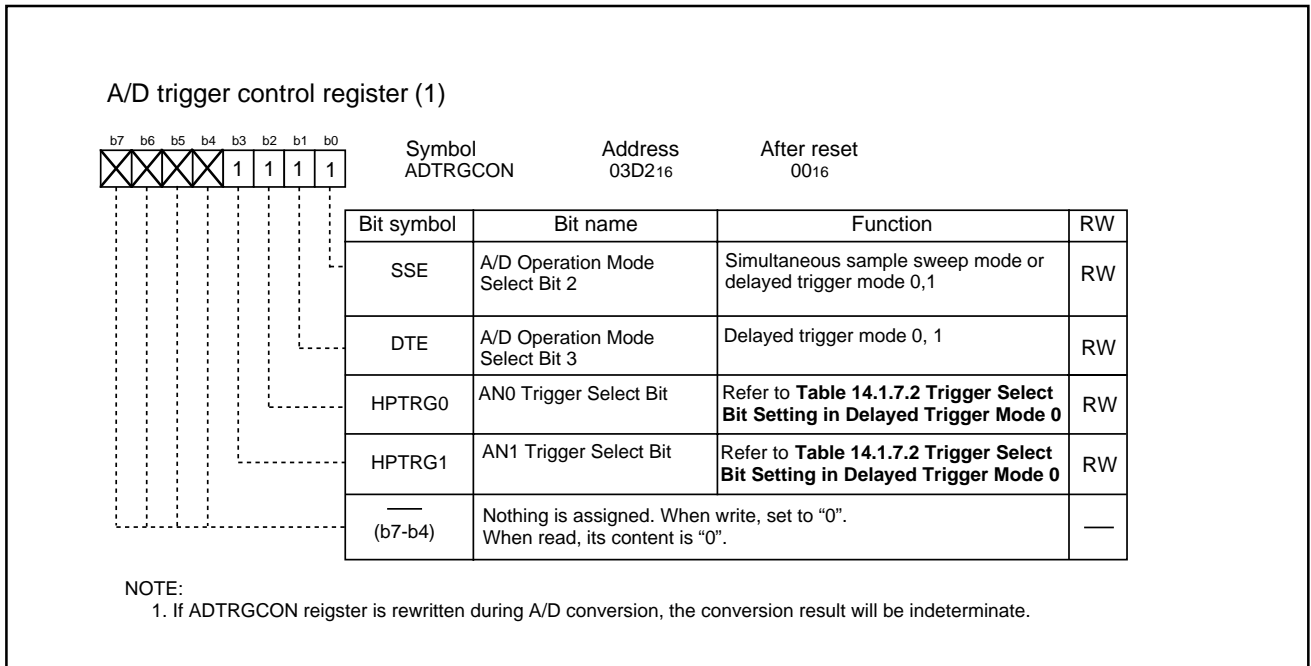 A/D trigger control register (1)
b7 b6 b5 b4 b3 b2 b1 b0
1 1 1 1
Symbol Address After reset
ADTRGCON 03D216 0016
Bit symbol Bit name Function RW
SSE A/D Operation Mode Select Bit 2 Simultaneous sample sweep mode or delayed trigger mode 0,1 RW
DTE A/D Operation Mode Select Bit 3 Delayed trigger mode 0, 1 RW
HPTRG0 AN0 Trigger Select Bit Refer to Table 14.1.7.2 Trigger Select Bit Setting in Delayed Trigger Mode 0 RW
HPTRG1 AN1 Trigger Select Bit Refer to Table 14.1.7.2 Trigger Select Bit Setting in Delayed Trigger Mode 0 RW
(b7-b4) Nothing is assigned. When write, set to “0”.
When read, its content is “0”.
NOTE:
1. If ADTRGCON reigster is rewritten during A/D conversion, the conversion result will be indeterminate.